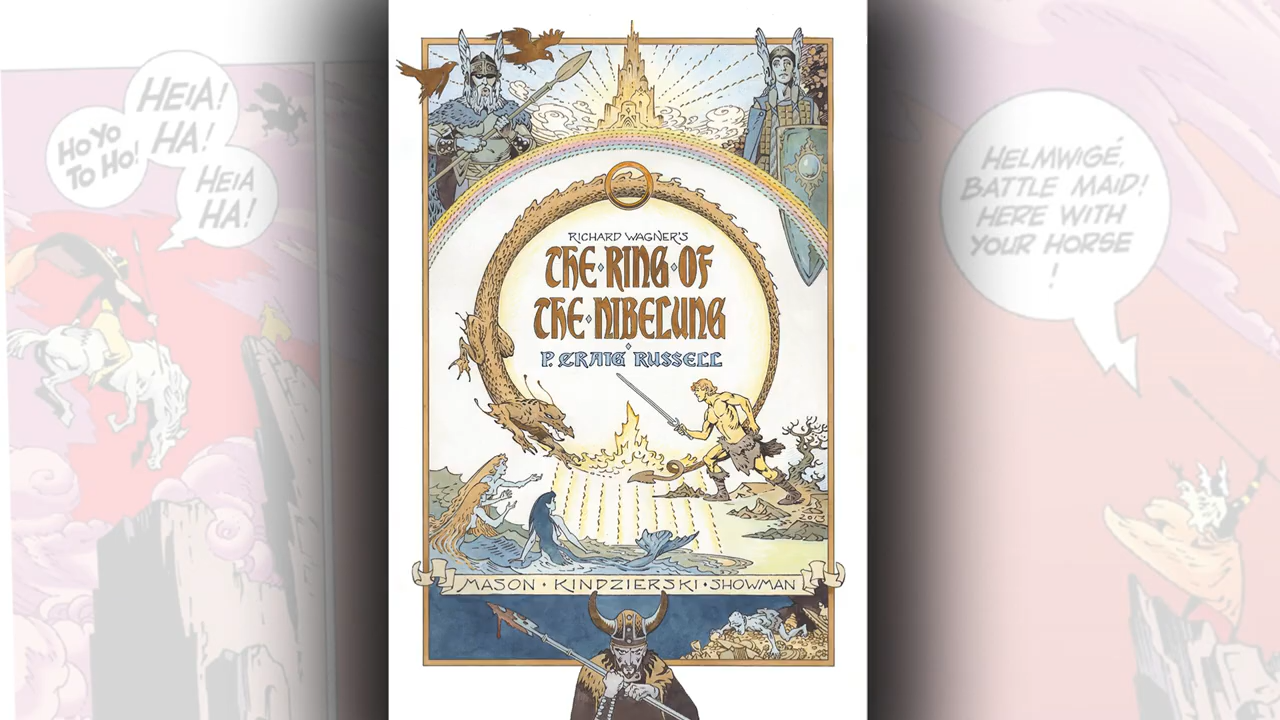 HEIA!
HA!
HO YO
TO HO!
HEIA
HA!
RICHARD WAGNER'S
THE·RING·OF
THE·NIBELUNG
P. CRAIG RUSSELL
MASON · KINDZIERSKI · SHOWMAN
HELMWIGÉ,
BATTLE MAID!
HERE WITH
YOUR HORSE
!